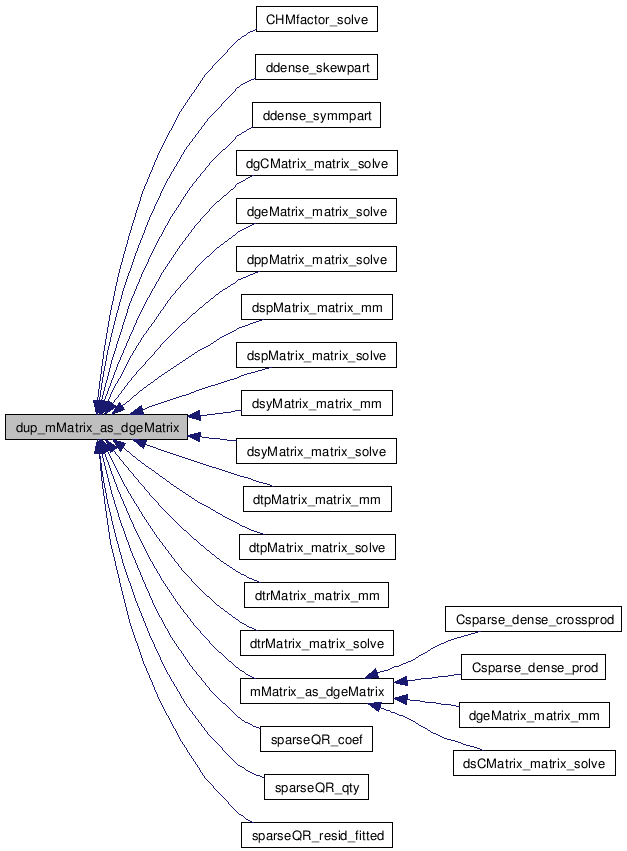 CHMfactor_solve
ddense_skewpart
ddense_symmpart
dgCMatrix_matrix_solve
dgeMatrix_matrix_solve
dppMatrix_matrix_solve
dspMatrix_matrix_mm
dspMatrix_matrix_solve
dsyMatrix_matrix_mm
dup_mMatrix_as_dgeMatrix
dsyMatrix_matrix_solve
dtpMatrix_matrix_mm
dtpMatrix_matrix_solve
dtrMatrix_matrix_mm
dtrMatrix_matrix_solve
mMatrix_as_dgeMatrix
Csparse_dense_crossprod
Csparse_dense_prod
dgeMatrix_matrix_mm
dsCMatrix_matrix_solve
sparseQR_coef
sparseQR_qty
sparseQR_resid_fitted